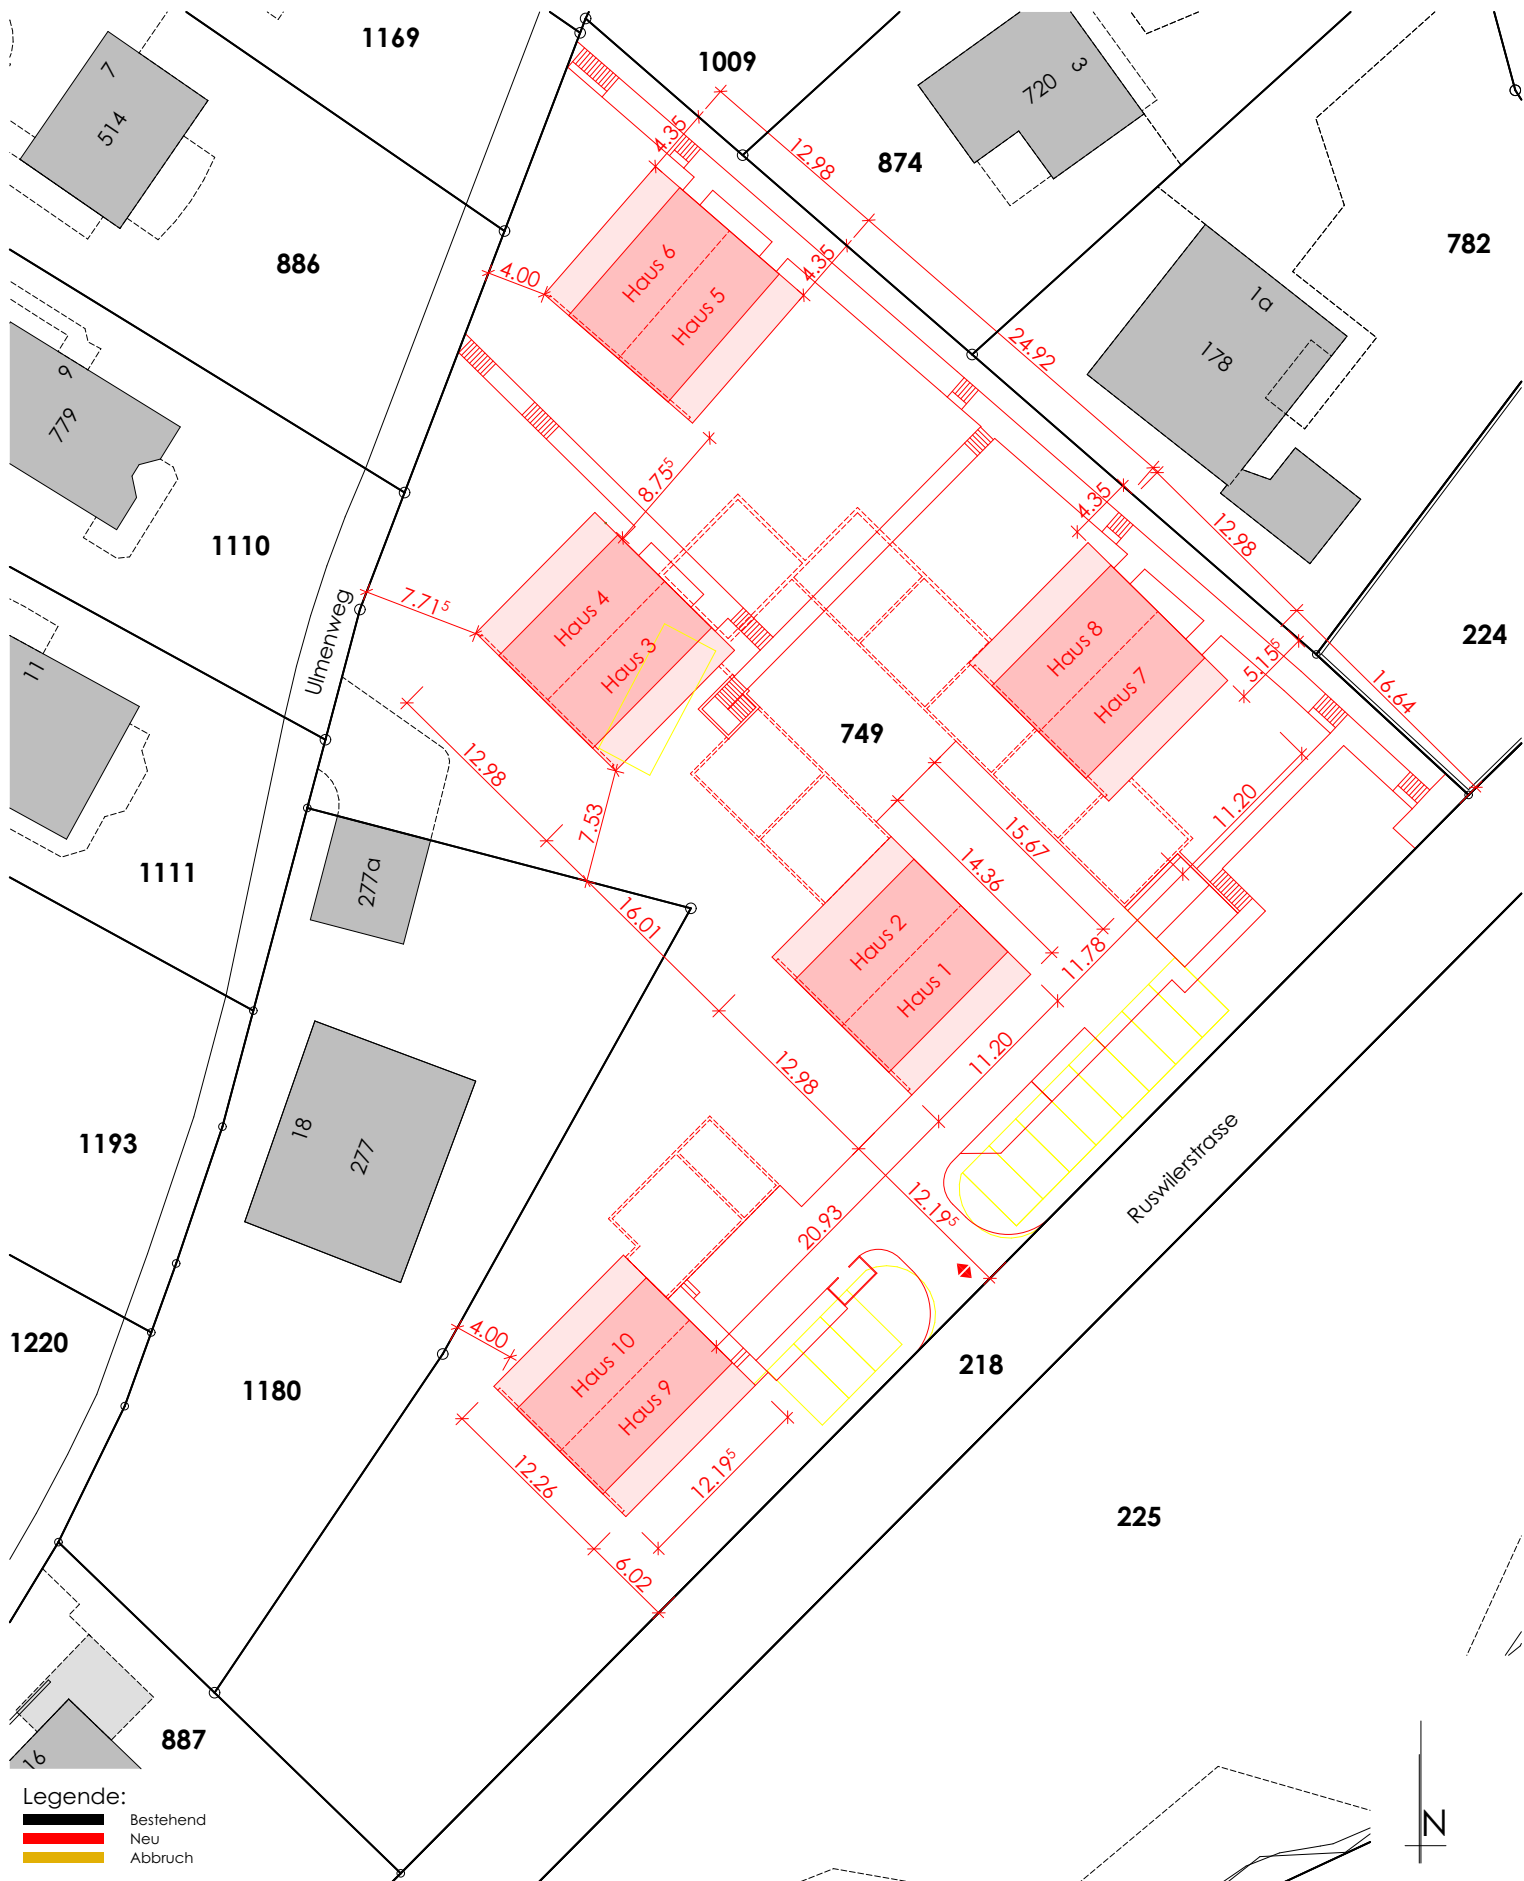 1169
1009
7
514
3
720
4.35
12.98
874
886
782
Haus 6
4.35
4.00
Haus 5
1a
178
24.92
9
779
8.75⁵
4.35
12.98
1110
Ulmenweg
7.71⁵
Haus 4
Haus 3
Haus 8
Haus 7
5.15⁵
224
11
16.64
749
12.98
7.53
11.20
15.67
14.36
1111
277a
16.01
Haus 2
Haus 1
11.78
12.98
11.20
18
277
1193
Ruswilerstrasse
12.19⁵
20.93
1220
4.00
Haus 10
Haus 9
218
1180
12.26
12.19⁵
225
6.02
887
16
Legende:
Bestehend
Neu
Abbruch
N